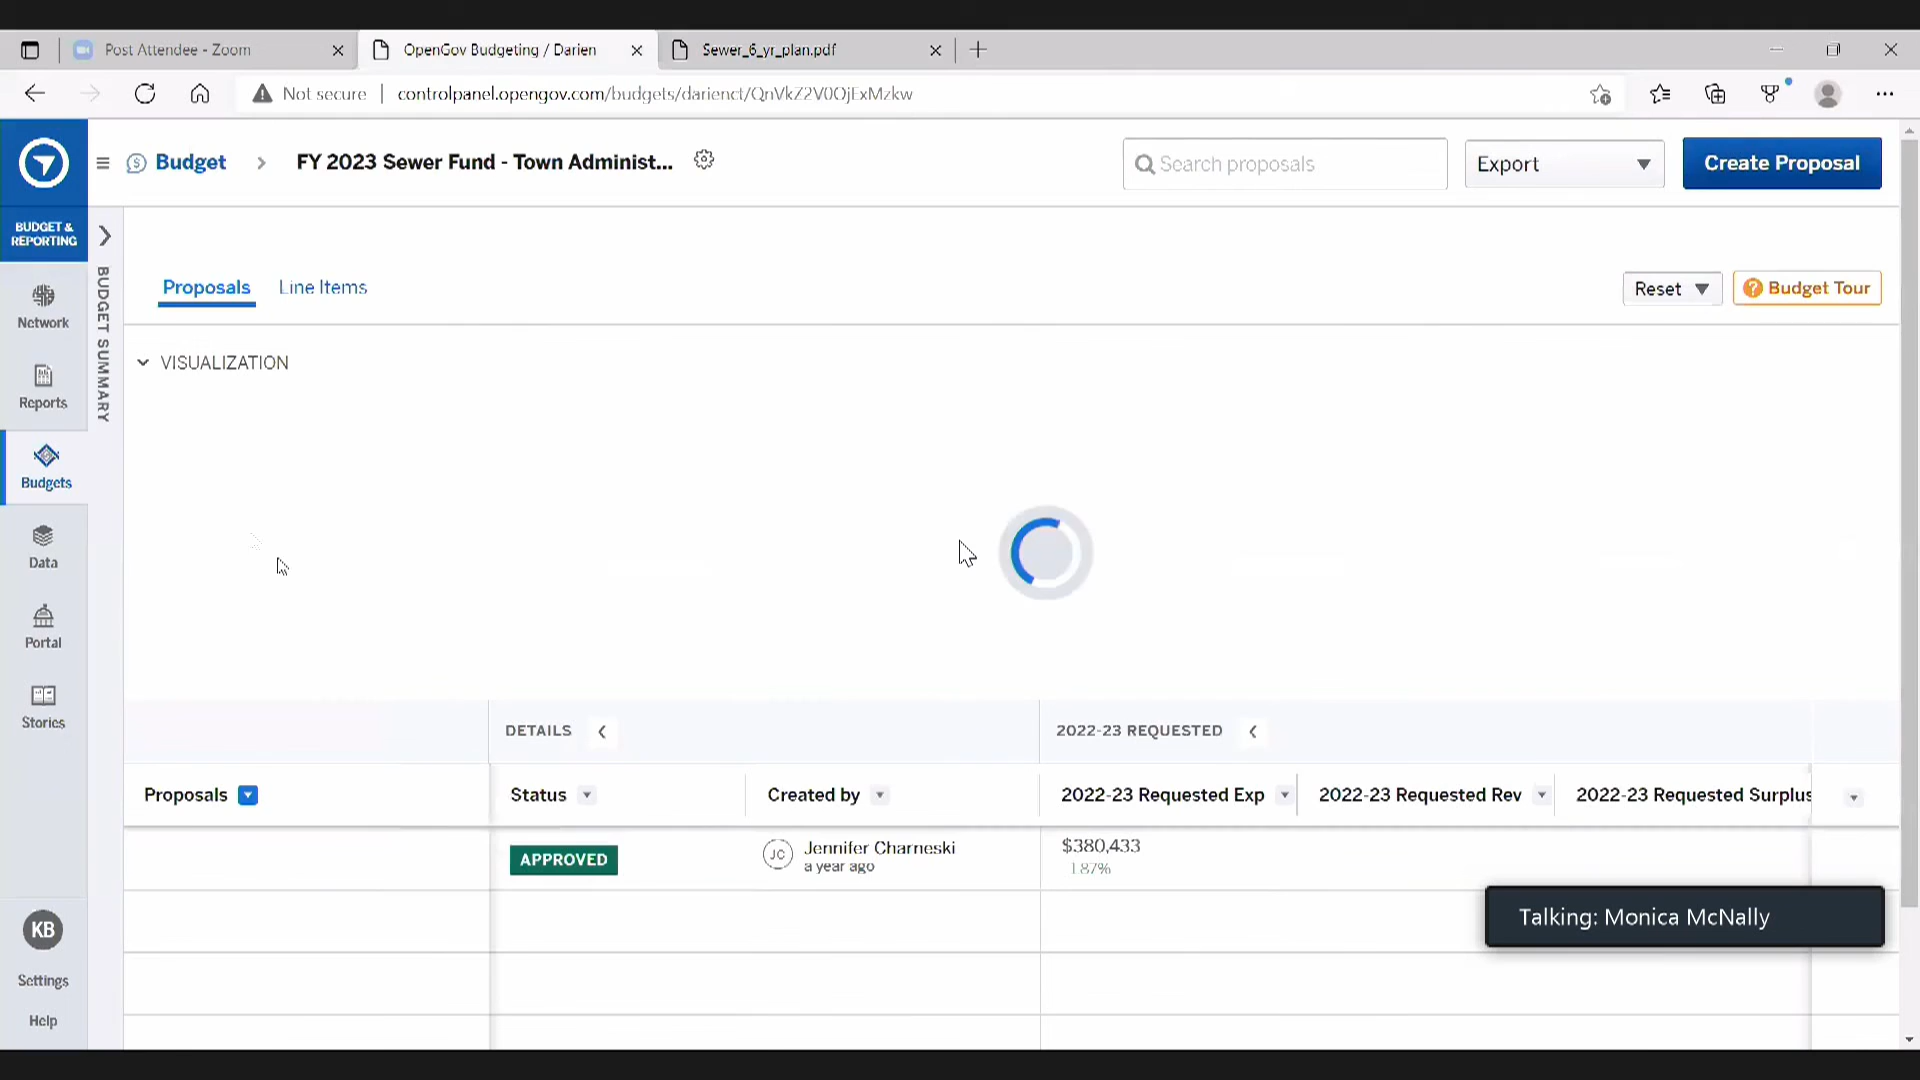 Post Attendee - Zoom
OpenGov Budgeting / Darien
Sewer_6_yr_plan.pdf
Not secure
controlpanel.opengov.com/budgets/darienct/QnVkZ2V0OjExMzkw
Budget
FY 2023 Sewer Fund - Town Administ...
Search proposals
Export
Create Proposal
BUDGET &
REPORTING
BUDGET SUMMARY
Proposals
Line Items
Reset
Budget Tour
Network
VISUALIZATION
Reports
Budgets
Data
Portal
Stories
DETAILS
2022-23 REQUESTED
Proposals
Status
Created by
2022-23 Requested Exp
2022-23 Requested Rev
2022-23 Requested Surplus
APPROVED
JC
Jennifer Charneski
a year ago
$380,433
1.87%
Talking: Monica McNally
KB
Settings
Help